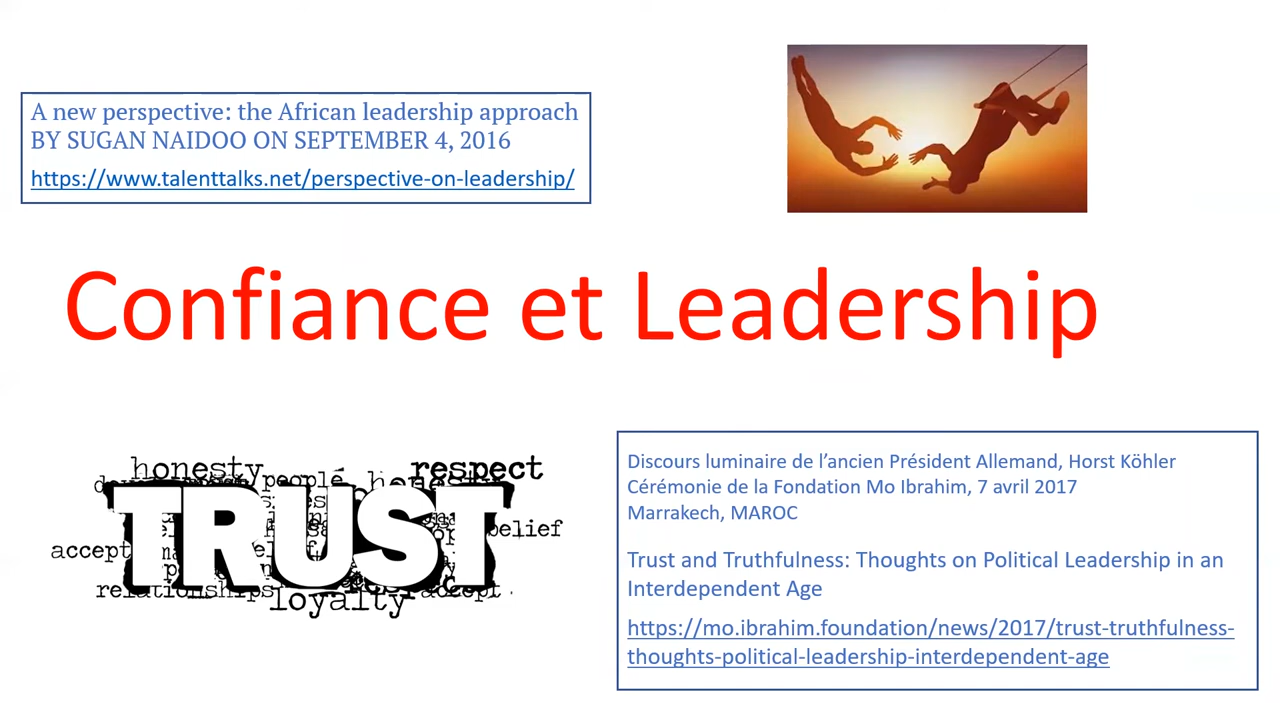 A new perspective: the African leadership approach
BY SUGAN NAIDOO ON SEPTEMBER 4, 2016
https://www.talenttalks.net/perspective-on-leadership/
Confiance et Leadership
honesty
respect
people
honesty
TRUST
belief
accept
relationships
accept
loyalty
Discours luminaire de l’ancien Président Allemand, Horst Köhler
Cérémonie de la Fondation Mo Ibrahim, 7 avril 2017
Marrakech, MAROC
Trust and Truthfulness: Thoughts on Political Leadership in an
Interdependent Age
https://mo.ibrahim.foundation/news/2017/trust-truthfulness-
thoughts-political-leadership-interdependent-age